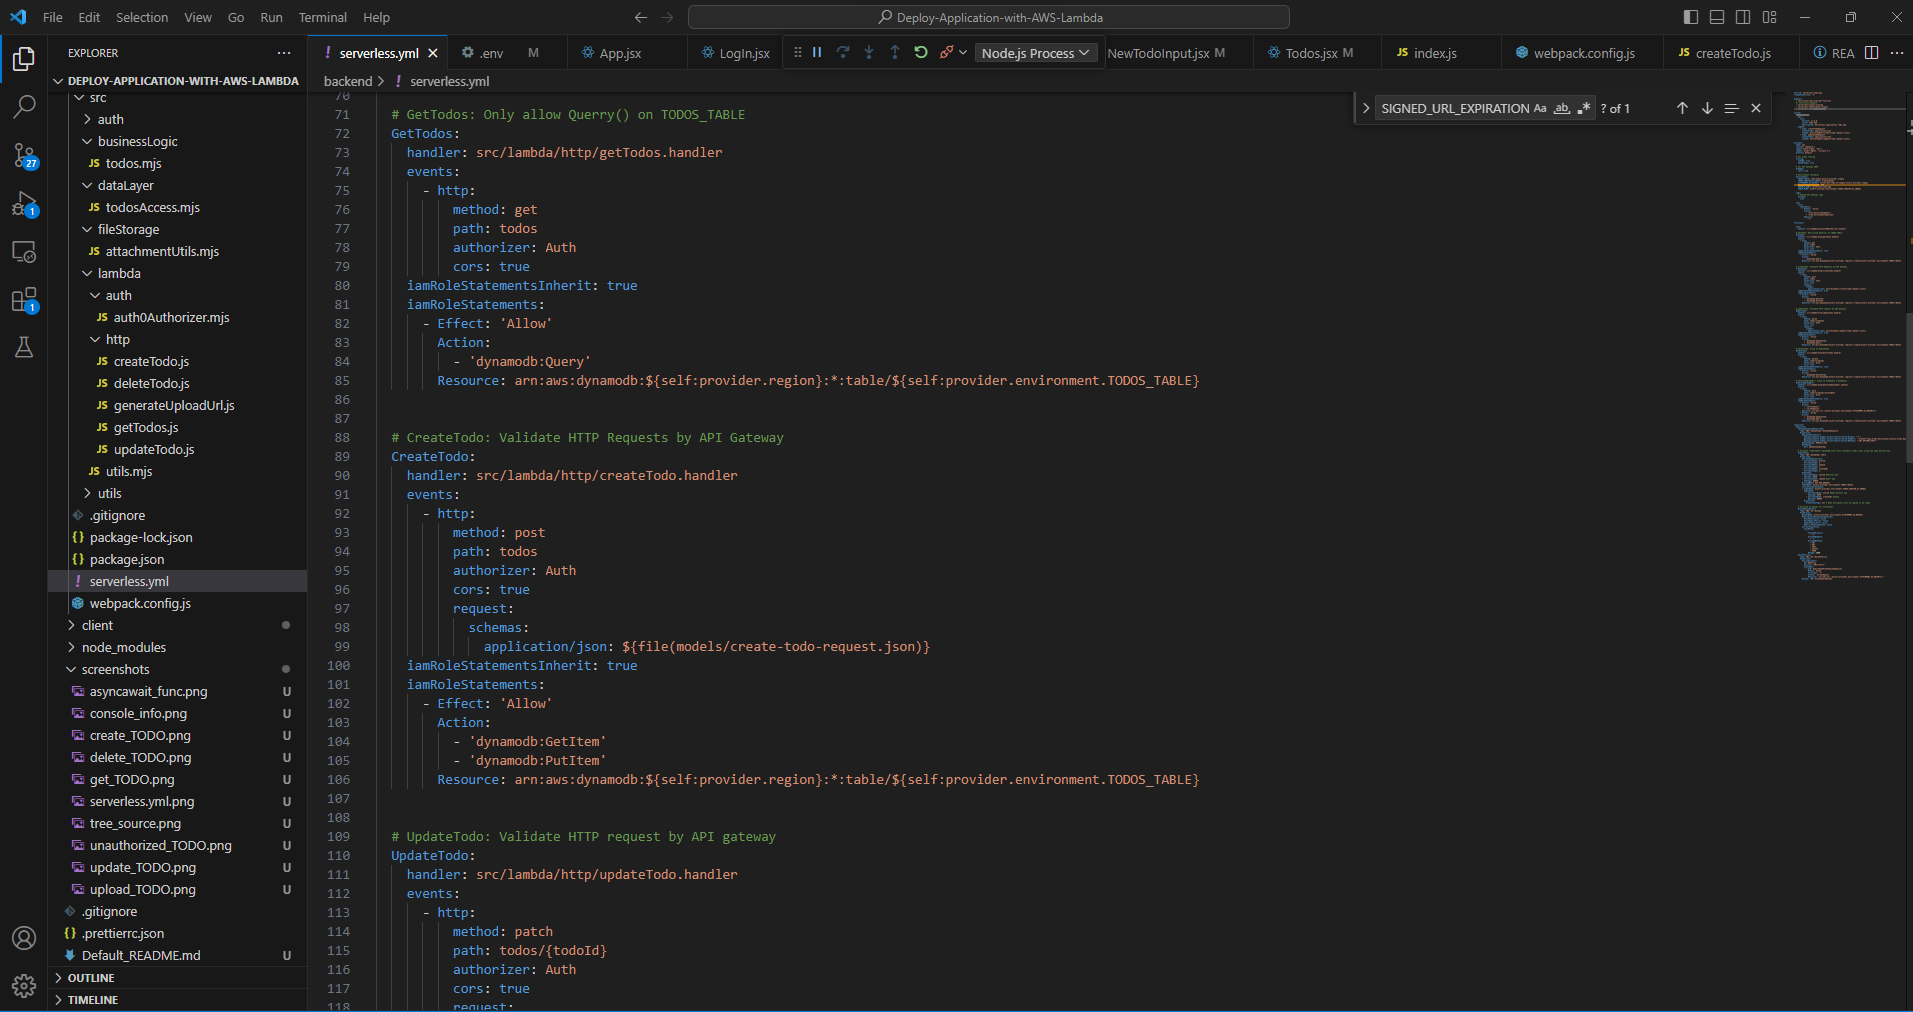 File Edit Selection View Go Run Terminal Help
Deploy-Application-with-AWS-Lambda
EXPLORER
DEPLOY-APPLICATION-WITH-AWS-LAMBDA
src
auth
businessLogic
JS todos.mjs
dataLayer
JS todosAccess.mjs
fileStorage
JS attachmentUtils.mjs
lambda
auth
JS auth0Authorizer.mjs
http
JS createTodo.js
JS deleteTodo.js
JS generateUploadUrl.js
JS getTodos.js
JS updateTodo.js
JS utils.mjs
utils
.gitignore
{} package-lock.json
{} package.json
! serverless.yml
webpack.config.js
client
node_modules
screenshots
asyncawait_func.png U
console_info.png U
create_TODO.png U
delete_TODO.png U
get_TODO.png U
serverless.yml.png U
tree_source.png U
unauthorized_TODO.png U
update_TODO.png U
upload_TODO.png U
.gitignore
{} .prettierrc.json
Default_README.md U
OUTLINE
TIMELINE
27
1
1
! serverless.yml .env M App.jsx LogIn.jsx Node.js Process NewTodoInput.jsx M Todos.jsx M JS index.js webpack.config.js JS createTodo.js REA
backend > ! serverless.yml
SIGNED_URL_EXPIRATION Aa ab .* ? of 1
70
71 # GetTodos: Only allow Querry() on TODOS_TABLE
72 GetTodos:
73 handler: src/lambda/http/getTodos.handler
74 events:
75 - http:
76 method: get
77 path: todos
78 authorizer: Auth
79 cors: true
80 iamRoleStatementsInherit: true
81 iamRoleStatements:
82 - Effect: 'Allow'
83 Action:
84 - 'dynamodb:Query'
85 Resource: arn:aws:dynamodb:${self:provider.region}:*:table/${self:provider.environment.TODOS_TABLE}
86
87
88 # CreateTodo: Validate HTTP Requests by API Gateway
89 CreateTodo:
90 handler: src/lambda/http/createTodo.handler
91 events:
92 - http:
93 method: post
94 path: todos
95 authorizer: Auth
96 cors: true
97 request:
98 schemas:
99 application/json: ${file(models/create-todo-request.json)}
100 iamRoleStatementsInherit: true
101 iamRoleStatements:
102 - Effect: 'Allow'
103 Action:
104 - 'dynamodb:GetItem'
105 - 'dynamodb:PutItem'
106 Resource: arn:aws:dynamodb:${self:provider.region}:*:table/${self:provider.environment.TODOS_TABLE}
107
108
109 # UpdateTodo: Validate HTTP request by API gateway
110 UpdateTodo:
111 handler: src/lambda/http/updateTodo.handler
112 events:
113 - http:
114 method: patch
115 path: todos/{todoId}
116 authorizer: Auth
117 cors: true
118 request: